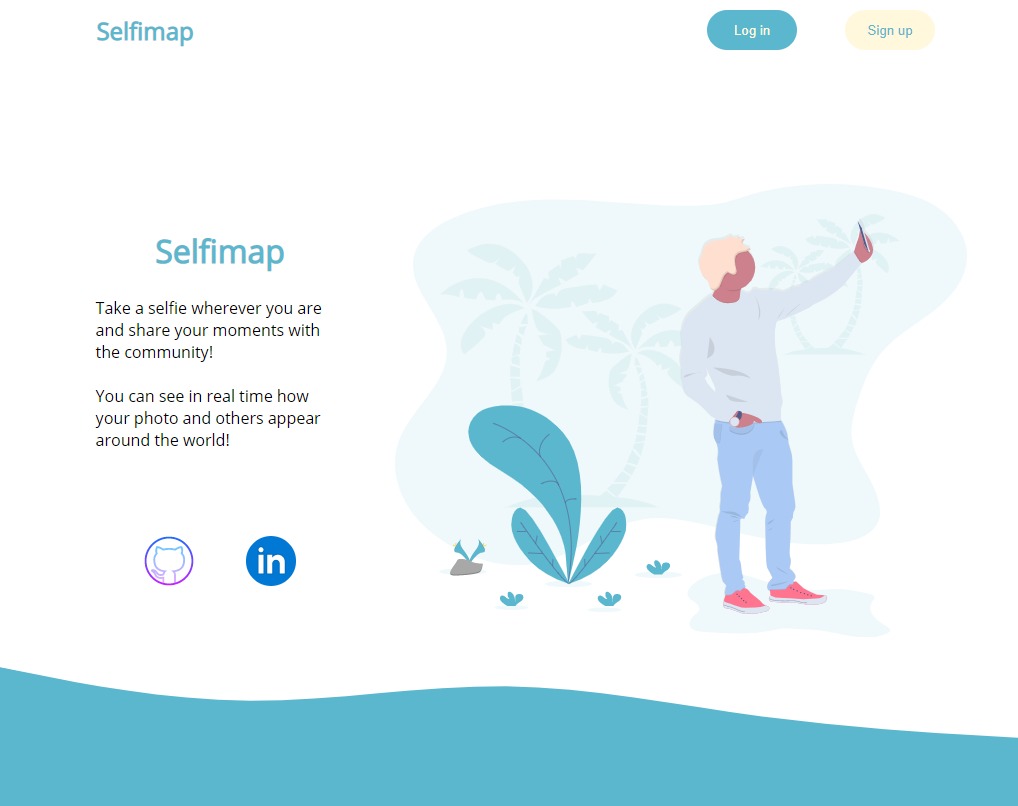 Selfimap
Log in
Sign up
Selfimap
Take a selfie wherever you are
and share your moments with
the community!
You can see in real time how
your photo and others appear
around the world!
in